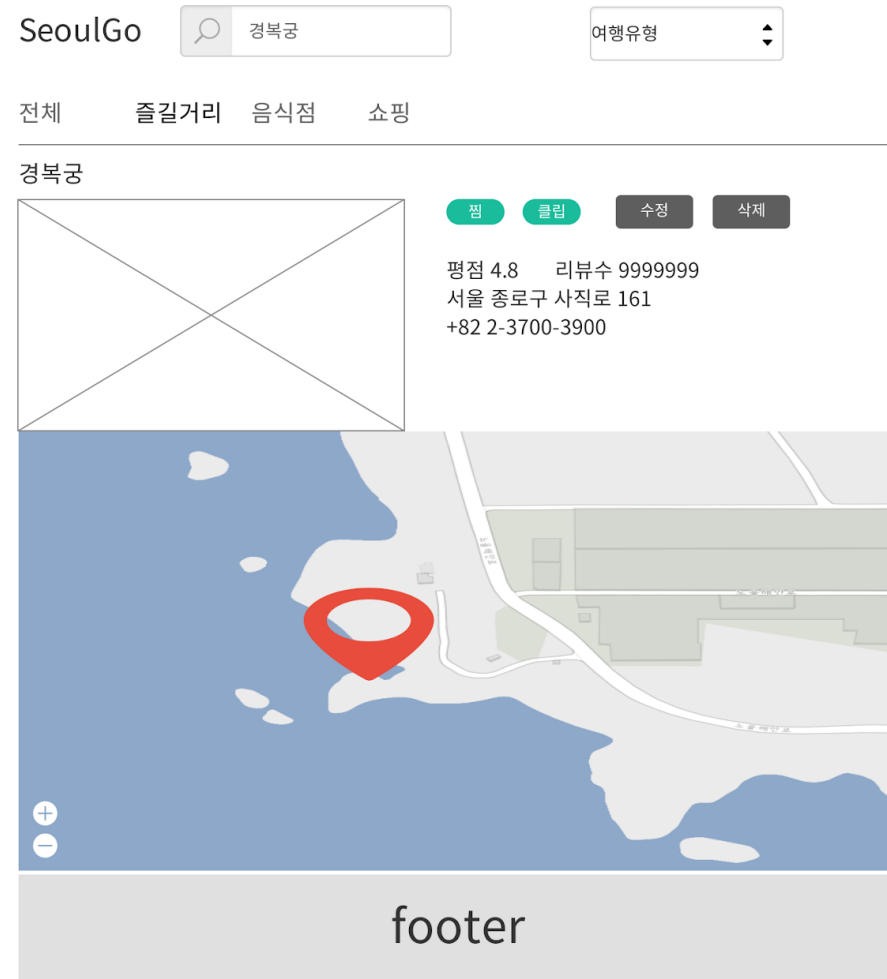 SeoulGo 경복궁 여행유형
전체 즐길거리 음식점 쇼핑
경복궁
찜 클립 수정 삭제
평점 4.8 리뷰수 9999999
서울 종로구 사직로 161
+82 2-3700-3900
footer